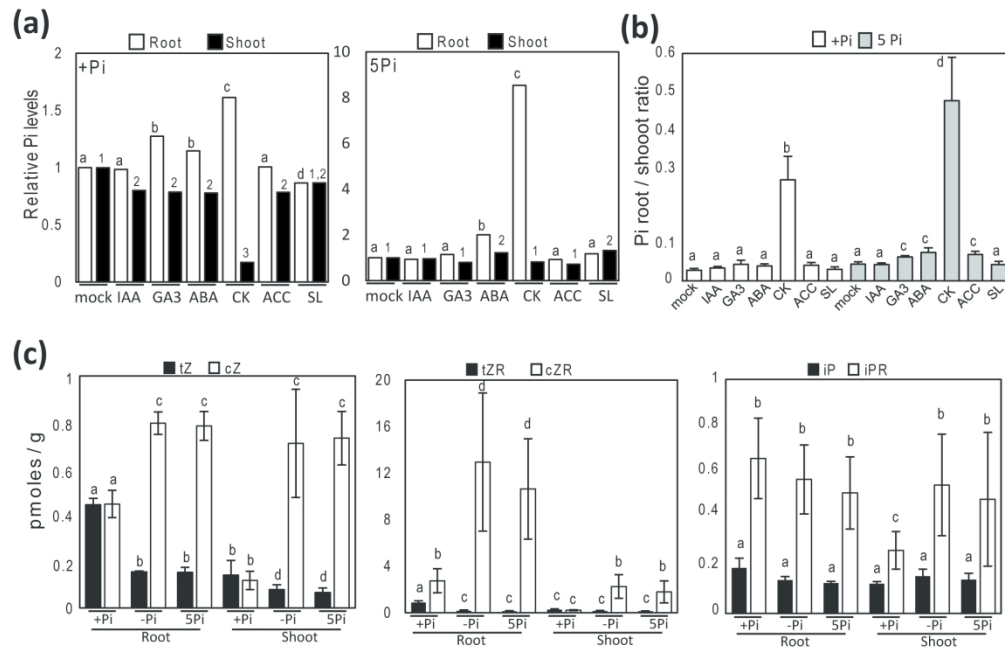 (a)
Root Shoot
+Pi
Relative Pi levels
2
1.5
1
0.5
0
a 1 a 2 b 2 b 2 c 3 a 2 d 1,2
mock IAA GA3 ABA CK ACC SL
Root Shoot
5Pi
10
8
6
4
2
0
a 1 a 1 a 1 b 2 c 1 a 1 a 2
mock IAA GA3 ABA CK ACC SL
(b)
+Pi 5 Pi
Pi root / shooot ratio
0.6
0.5
0.4
0.3
0.1
0
a a a a b a a a a c c d c a
mock IAA GA3 ABA CK ACC SL mock IAA GA3 ABA CK ACC SL
(c)
tZ cZ
pmoles / g
1
0.8
0.6
0.4
0.2
0
a a b c b c b b d c d c
+Pi -Pi 5Pi +Pi -Pi 5Pi
Root Shoot
tZR cZR
20
16
12
8
4
2
0
a b c d c d c c c b c b
+Pi -Pi 5Pi +Pi -Pi 5Pi
Root Shoot
iP iPR
1
0.8
0.6
0.4
0.2
0
a b a b a b a c a b a b
+Pi -Pi 5Pi +Pi -Pi 5Pi
Root Shoot